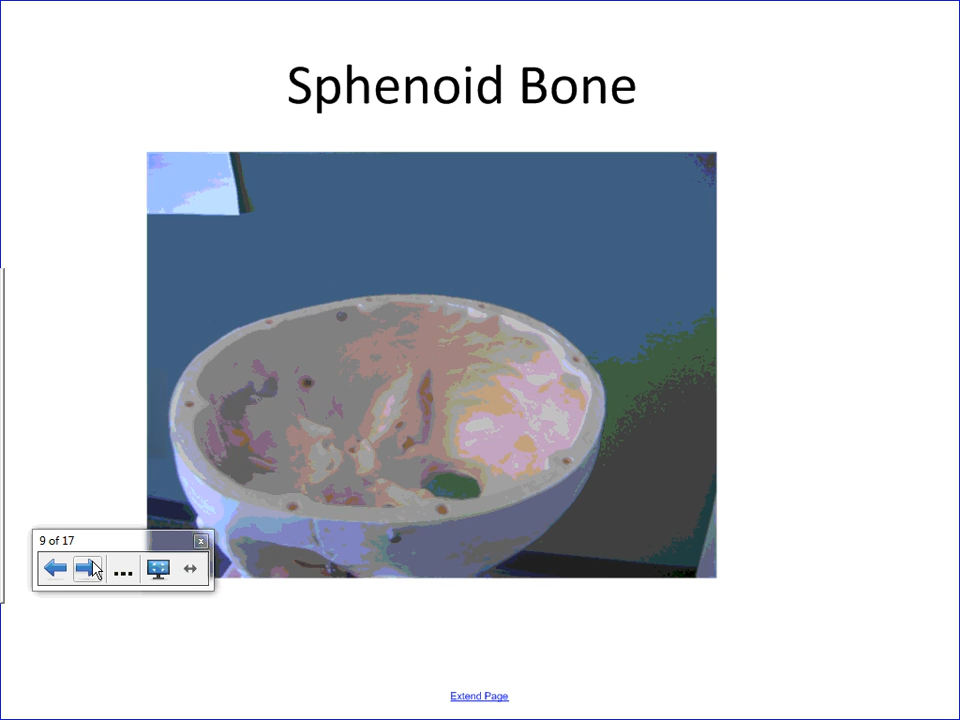 Sphenoid Bone
9 of 17
x
...
Extend Page